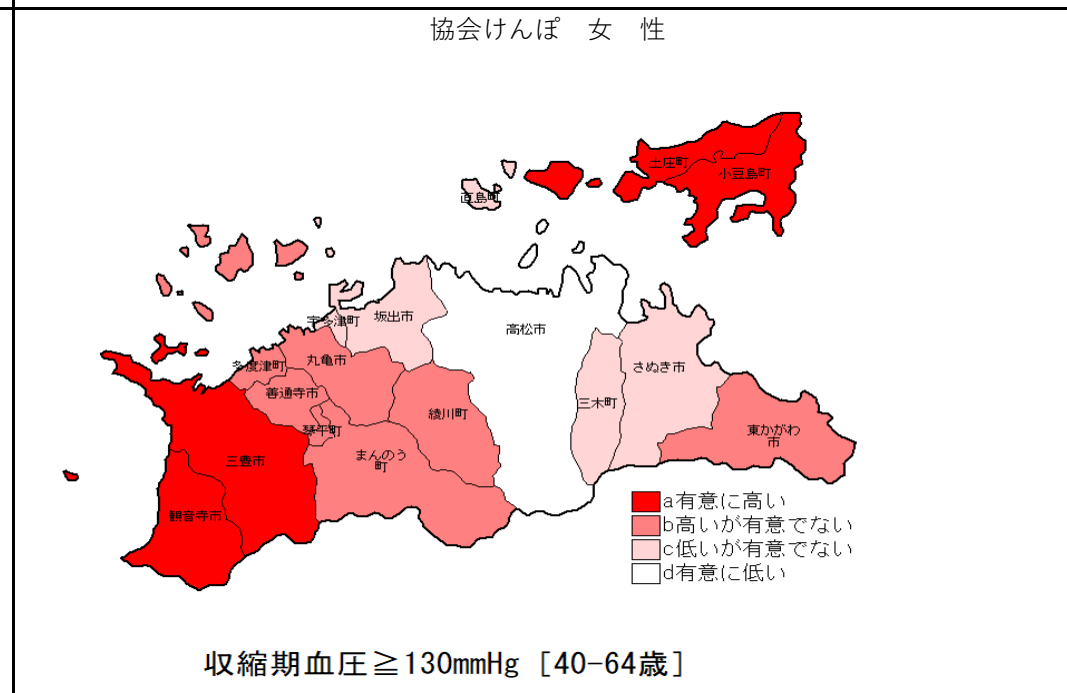 協会けんぽ　女　性
土庄町
小豆島町
直島町
宇多津町
坂出市
高松市
多度津町
丸亀市
さぬき市
善通寺市
三木町
綾川町
琴平町
東かがわ
市
まんのう
町
三豊市
観音寺市
a有意に高い
b高いが有意でない
c低いが有意でない
d有意に低い
収縮期血圧≧130mmHg［40-64歳］